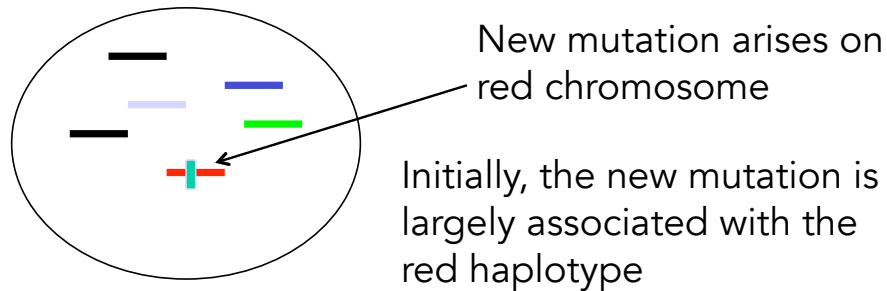 New mutation arises on
red chromosome
Initially, the new mutation is
largely associated with the
red haplotype